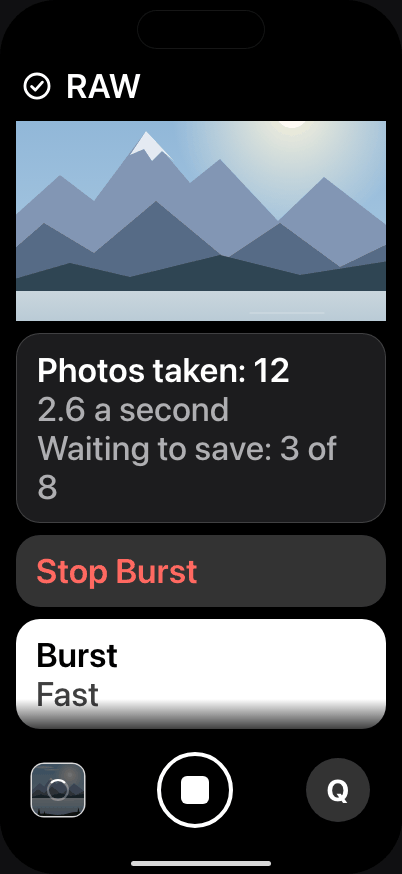 RAW
Photos taken: 12
2.6 a second
Waiting to save: 3 of
8
Stop Burst
Burst
Fast
Q